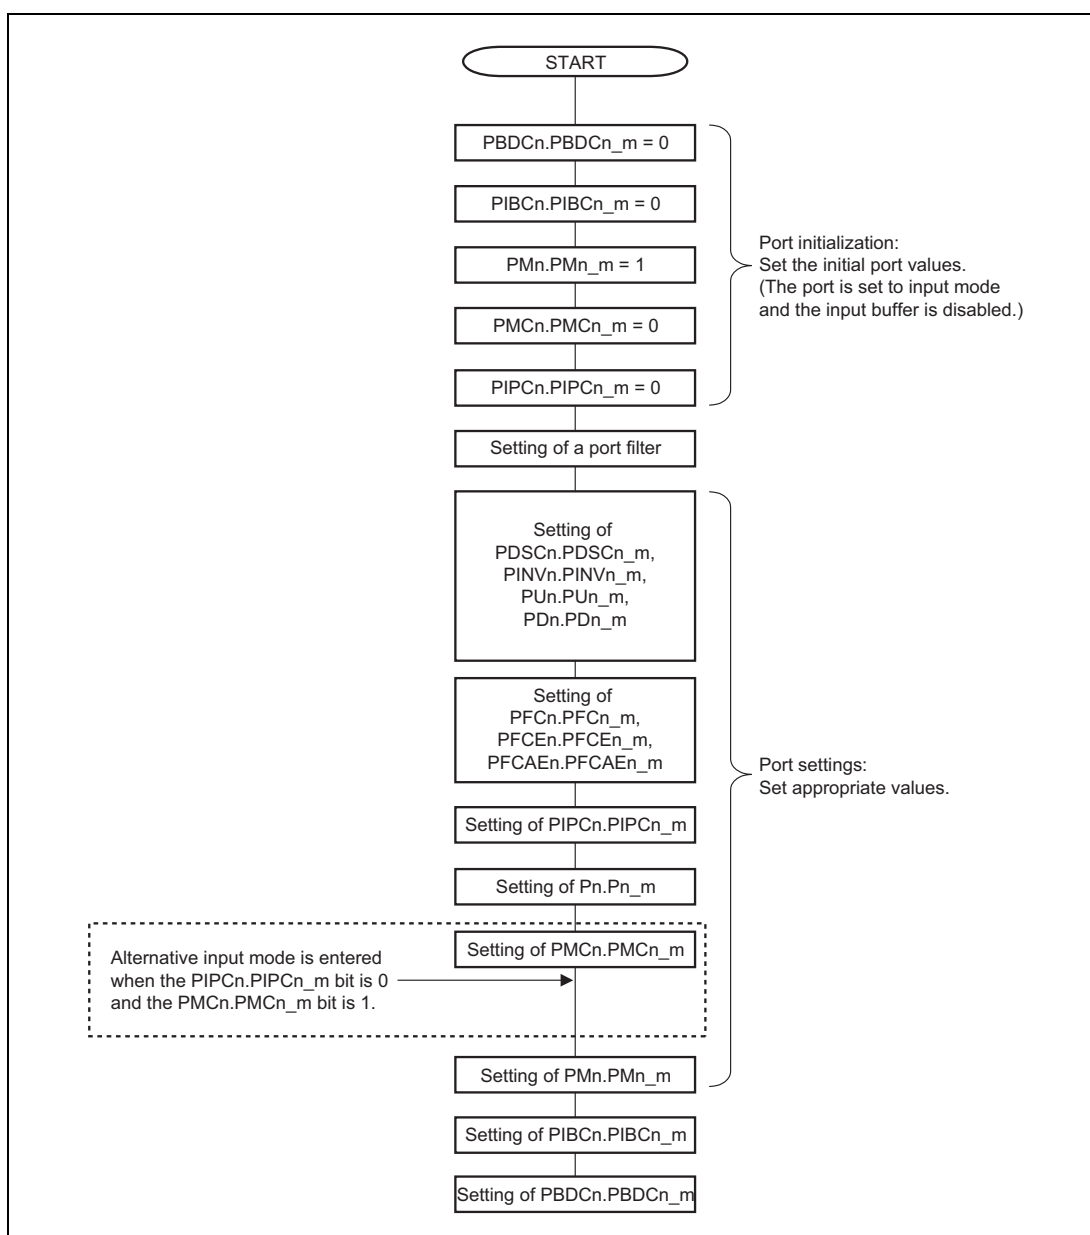 START
PBDCn.PBDCn_m = 0
PIBCn.PIBCn_m = 0
PMn.PMn_m = 1
PMCn.PMCn_m = 0
PIPCn.PIPCn_m = 0
Port initialization:
Set the initial port values.
(The port is set to input mode
and the input buffer is disabled.)
Setting of a port filter
Setting of
PDSCn.PDSCn_m,
PINVn.PINVn_m,
PUn.PUn_m,
PDn.PDn_m
Setting of
PFCn.PFCn_m,
PFCEn.PFCEn_m,
PFCAEn.PFCAEn_m
Port settings:
Set appropriate values.
Setting of PIPCn.PIPCn_m
Setting of Pn.Pn_m
Setting of PMCn.PMCn_m
Alternative input mode is entered
when the PIPCn.PIPCn_m bit is 0
and the PMCn.PMCn_m bit is 1.
Setting of PMn.PMn_m
Setting of PIBCn.PIBCn_m
Setting of PBDCn.PBDCn_m